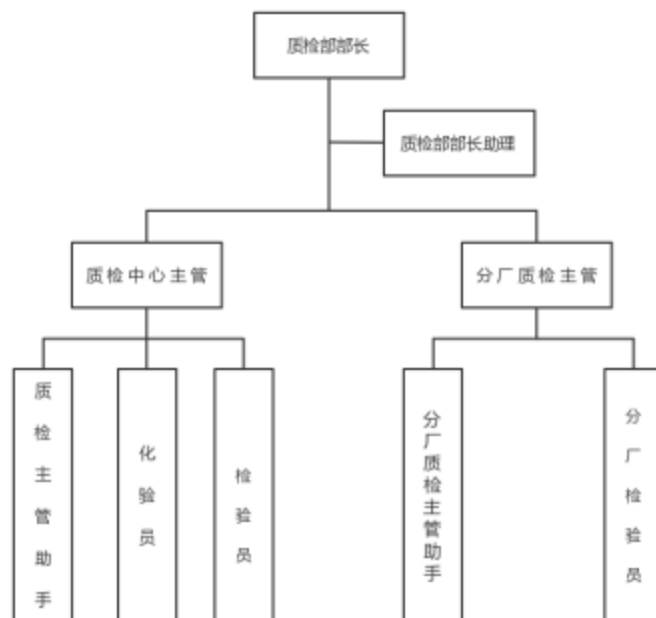 质检部部长
质检部部长助理
质检中心主管
分厂质检主管
质检主管助手
化验员
检验员
分厂质检主管助手
分厂检验员